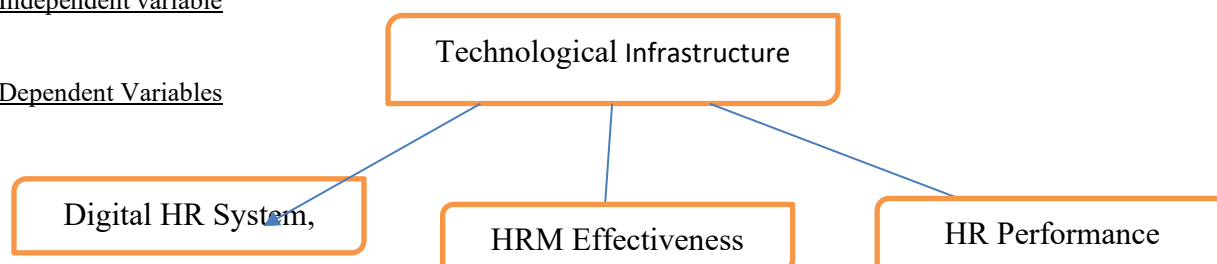 Independent variable
Technological Infrastructure
Dependent Variables
Digital HR System,
HRM Effectiveness
HR Performance